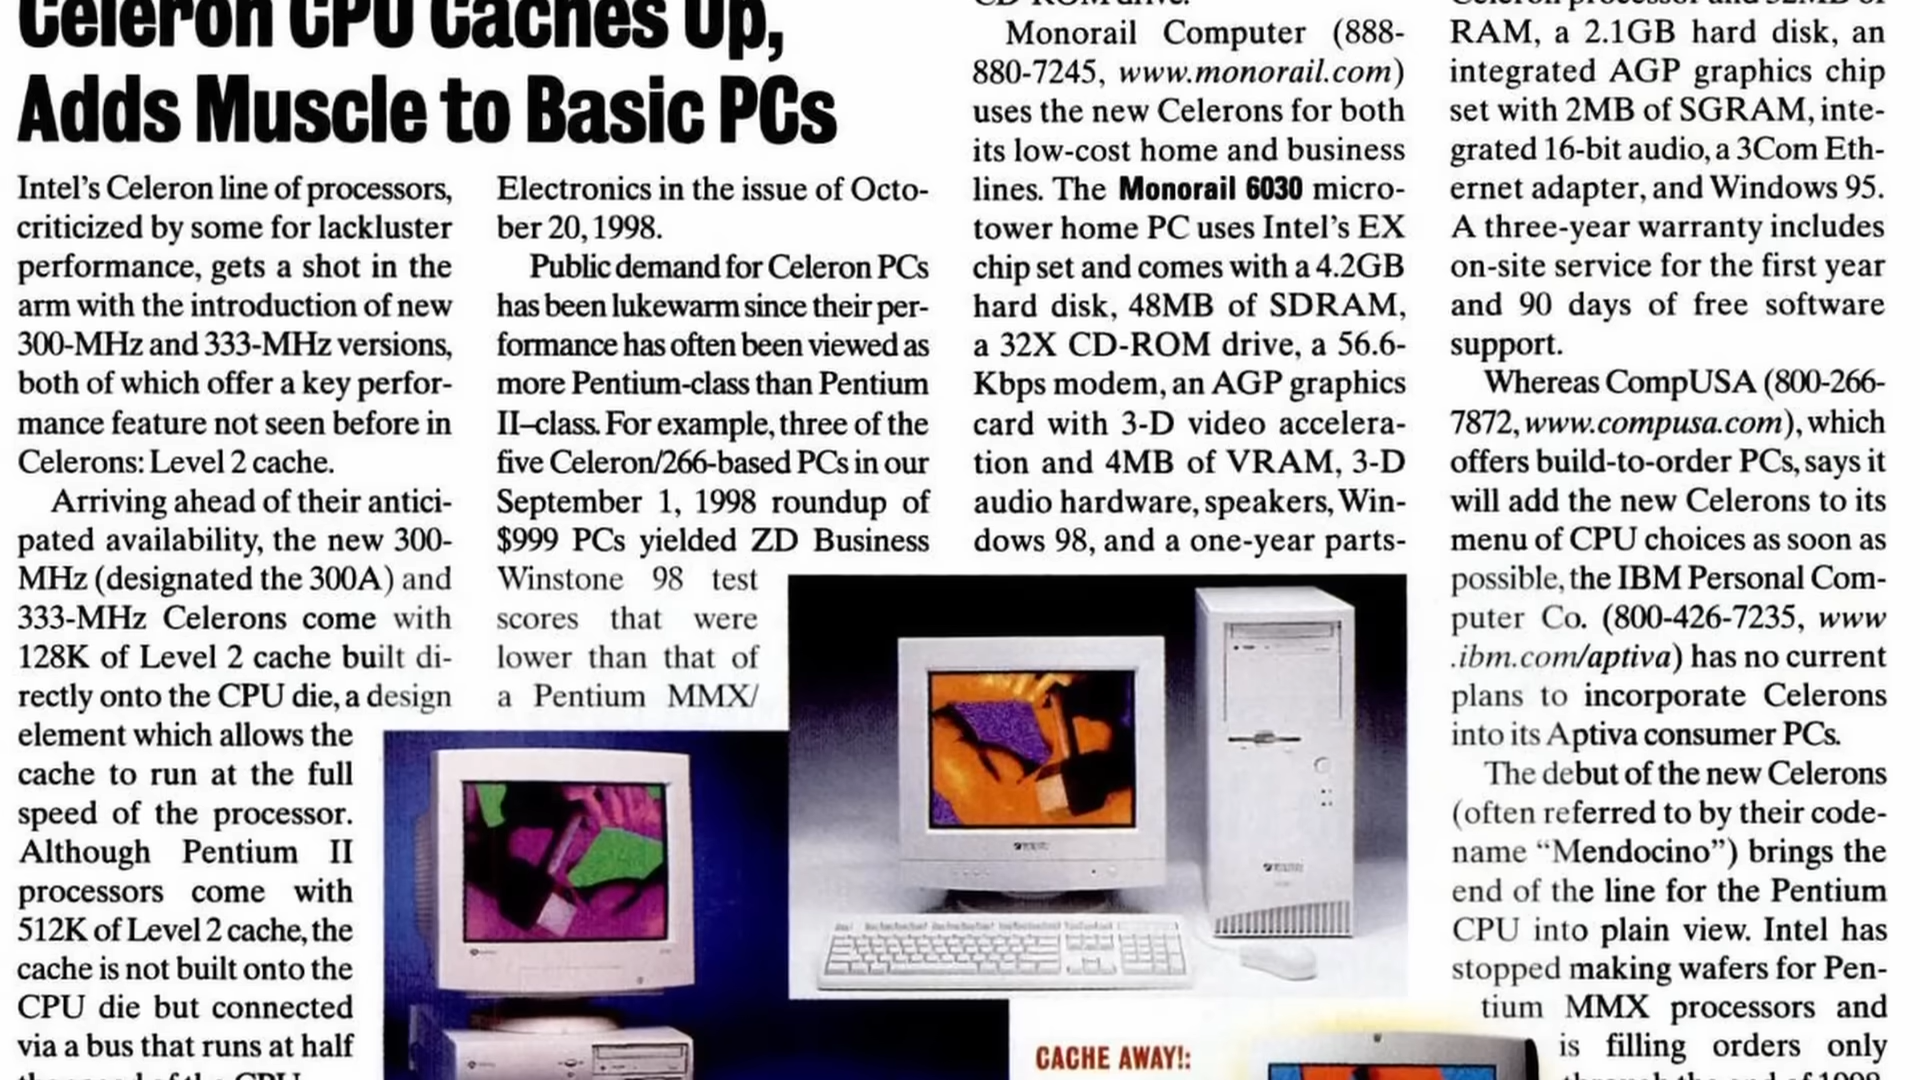 Celeron CPU Caches Up,
Adds Muscle to Basic PCs
Intel's Celeron line of processors,
criticized by some for lackluster
performance, gets a shot in the
arm with the introduction of new
300-MHz and 333-MHz versions,
both of which offer a key perfor-
mance feature not seen before in
Celerons: Level 2 cache.
Arriving ahead of their antici-
pated availability, the new 300-
MHz (designated the 300A) and
333-MHz Celerons come with
128K of Level 2 cache built di-
rectly onto the CPU die, a design
element which allows the
cache to run at the full
speed of the processor.
Although Pentium II
processors come with
512K of Level 2 cache, the
cache is not built onto the
CPU die but connected
via a bus that runs at half
the speed of the CPU
Electronics in the issue of Octo-
ber 20, 1998.
Public demand for Celeron PCs
has been lukewarm since their per-
formance has often been viewed as
more Pentium-class than Pentium
II–class. For example, three of the
five Celeron/266-based PCs in our
September 1, 1998 roundup of
$999 PCs yielded ZD Business
Winstone 98 test
scores that were
lower than that of
a Pentium MMX/
CD-ROM drive.
Monorail Computer (888-
880-7245, www.monorail.com)
uses the new Celerons for both
its low-cost home and business
lines. The Monorail 6030 micro-
tower home PC uses Intel's EX
chip set and comes with a 4.2GB
hard disk, 48MB of SDRAM,
a 32X CD-ROM drive, a 56.6-
Kbps modem, an AGP graphics
card with 3-D video accelera-
tion and 4MB of VRAM, 3-D
audio hardware, speakers, Win-
dows 98, and a one-year parts-
CACHE AWAY!:
Celeron processor and 32MB of
RAM, a 2.1GB hard disk, an
integrated AGP graphics chip
set with 2MB of SGRAM, inte-
grated 16-bit audio, a 3Com Eth-
ernet adapter, and Windows 95.
A three-year warranty includes
on-site service for the first year
and 90 days of free software
support.
Whereas CompUSA (800-266-
7872, www.compusa.com), which
offers build-to-order PCs, says it
will add the new Celerons to its
menu of CPU choices as soon as
possible, the IBM Personal Com-
puter Co. (800-426-7235, www
.ibm.com/aptiva) has no current
plans to incorporate Celerons
into its Aptiva consumer PCs.
The debut of the new Celerons
(often referred to by their code-
name “Mendocino”) brings the
end of the line for the Pentium
CPU into plain view. Intel has
stopped making wafers for Pen-
tium MMX processors and
is filling orders only
through the end of 1998.